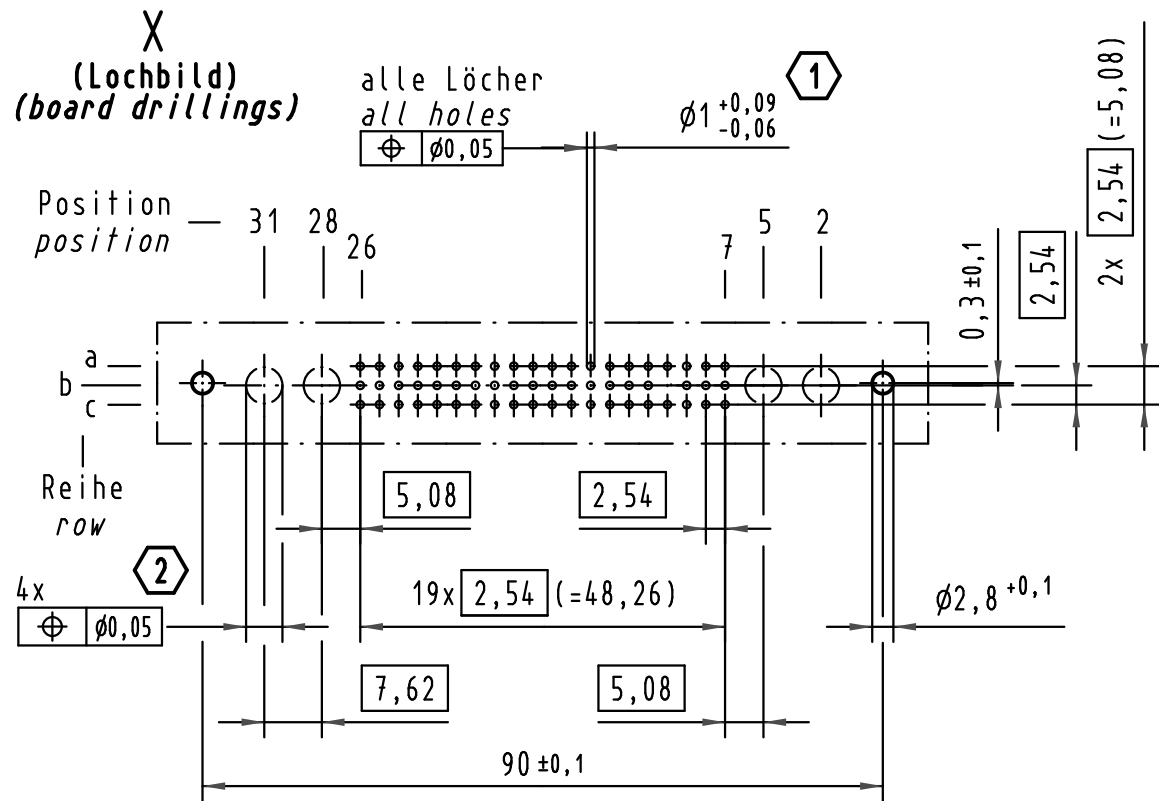 X
(Lochbild)
(board drillings)
alle Löcher
all holes
⌖ ø0,05
ø1 +0,09
-0,06
1
2x 2,54 (=5,08)
2,54
0,3 ±0,1
Position
position
31 28 26 7 5 2
a
b
c
Reihe
row
5,08
2,54
2
4x
⌖ ø0,05
19x 2,54 (=48,26)
ø2,8 +0,1
7,62
5,08
90 ±0,1